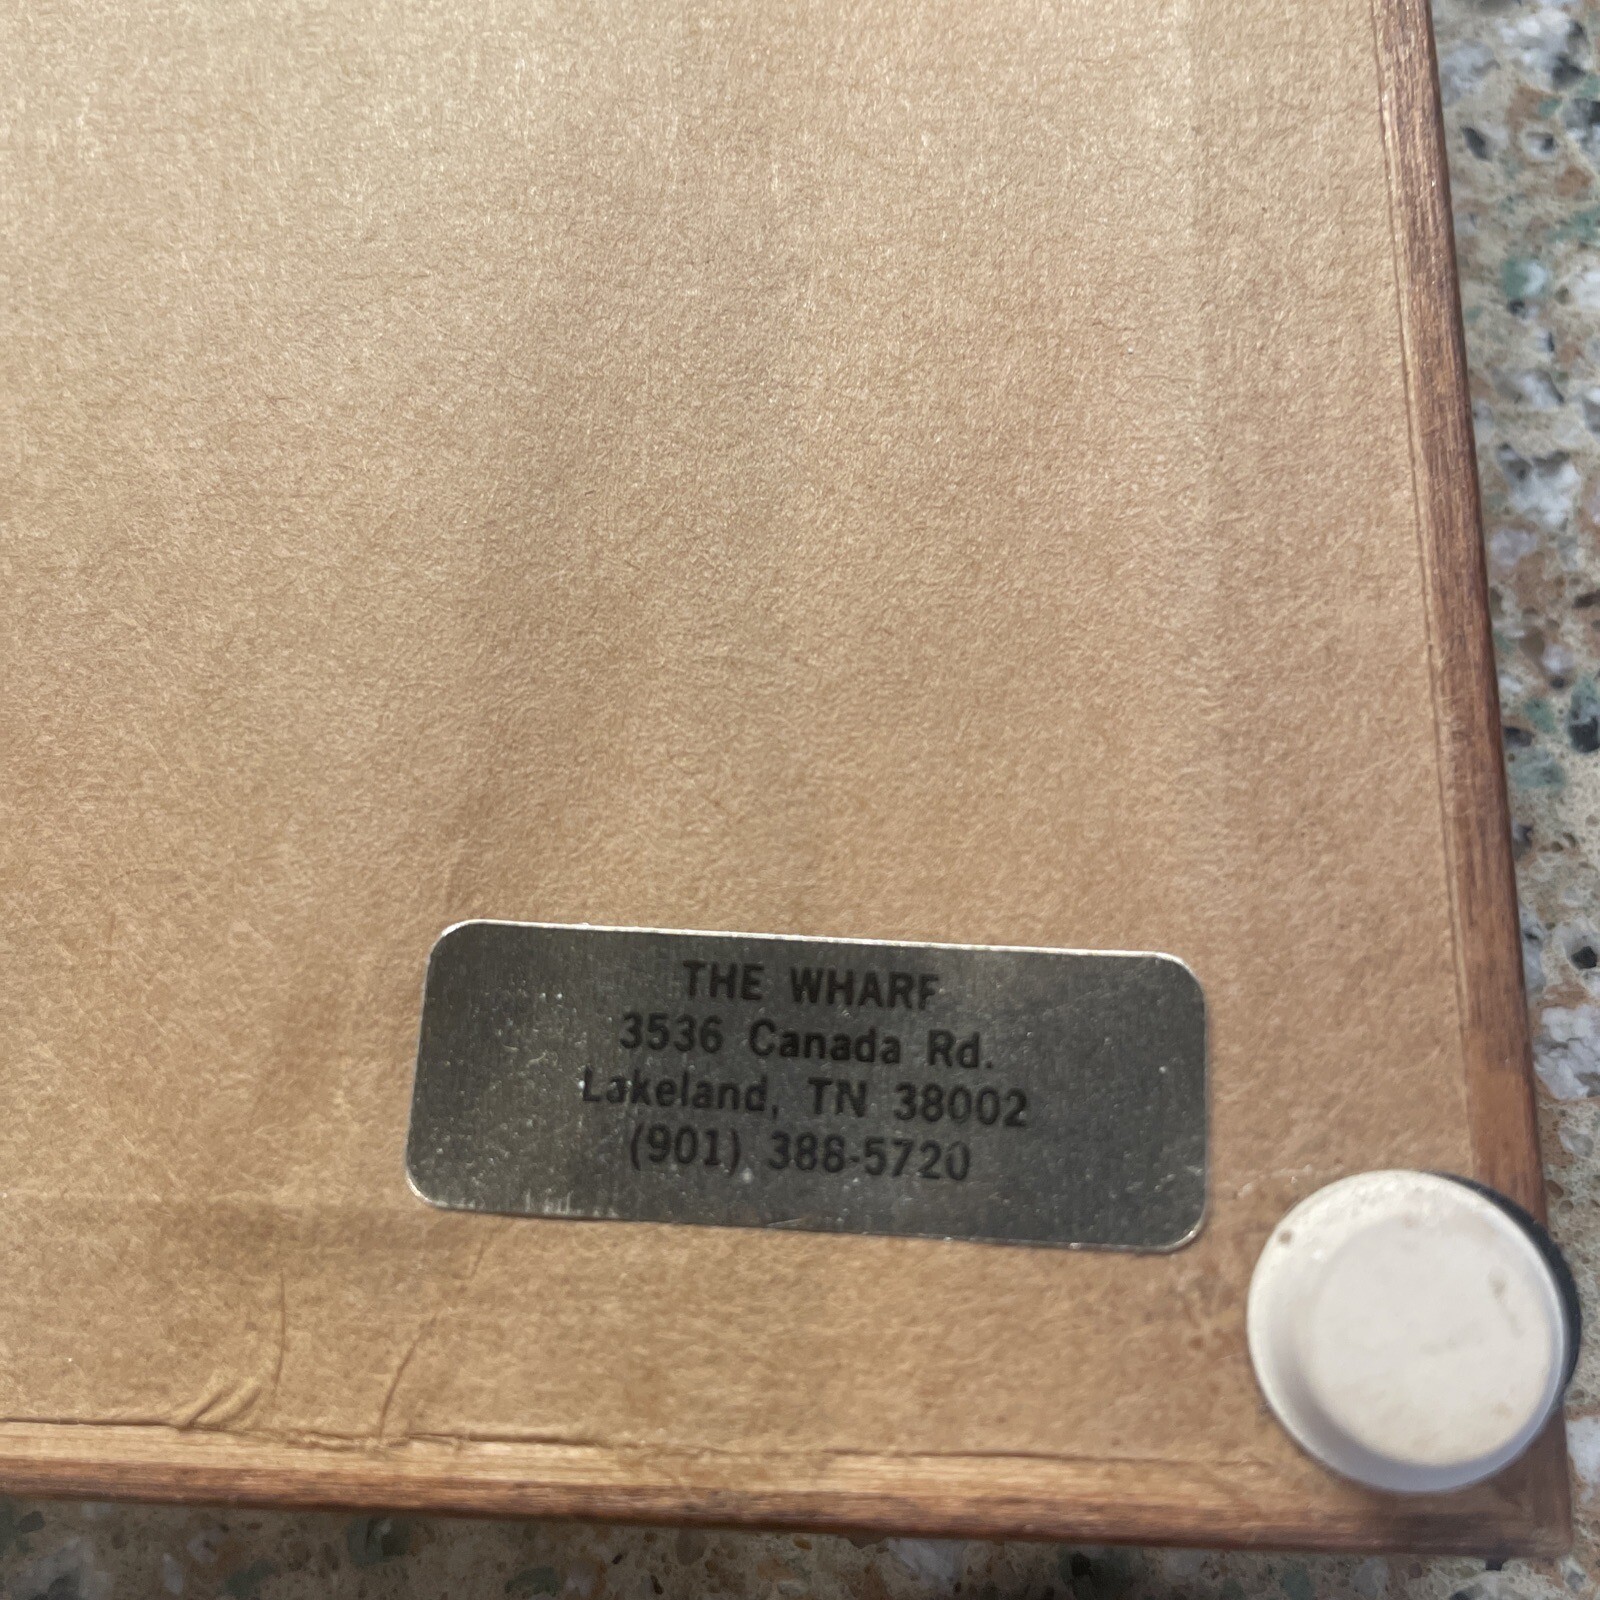 THE WHARF
3536 Canada Rd.
Lakeland, TN 38002
(901) 388-5720